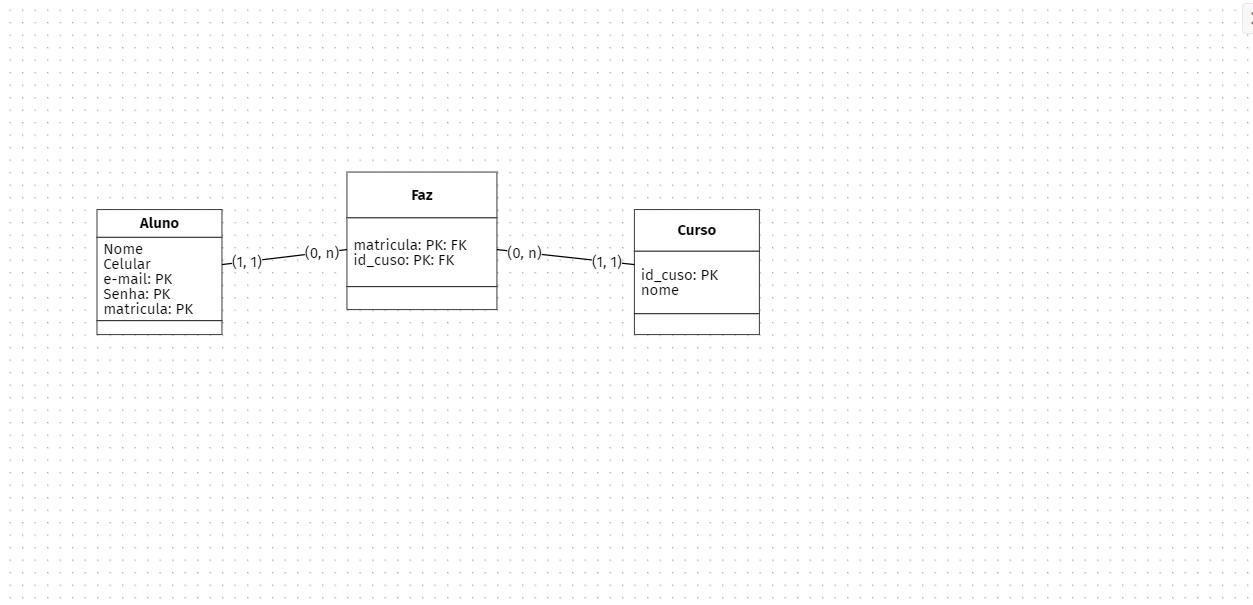 Aluno
Nome
Celular
e-mail: PK
Senha: PK
matricula: PK
(1, 1)
(0, n)
Faz
matricula: PK: FK
id_cuso: PK: FK
(0, n)
(1, 1)
Curso
id_cuso: PK
nome